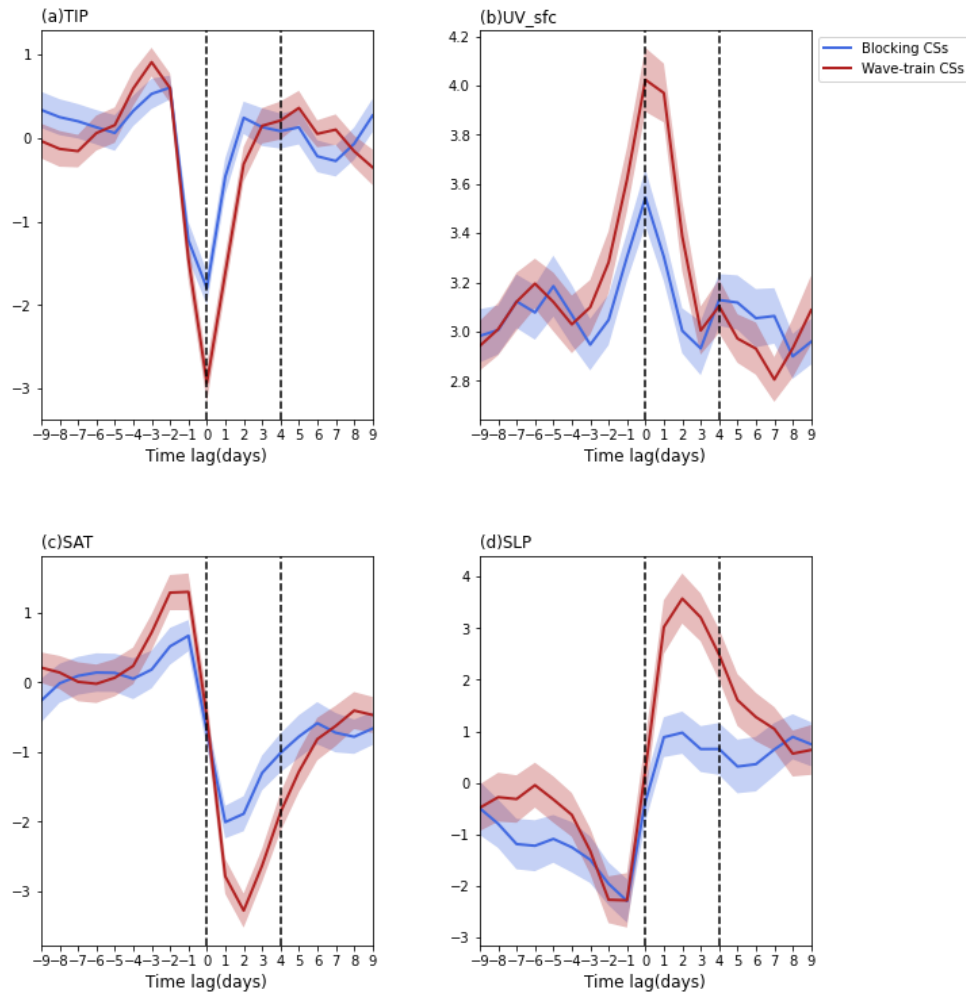 (a)TIP
1
0
−1
−2
−3
−9−8−7−6−5−4−3−2−1 0 1 2 3 4 5 6 7 8 9
Time lag(days)
(b)UV_sfc
4.2
4.0
3.8
3.6
3.4
3.2
3.0
2.8
−9−8−7−6−5−4−3−2−1 0 1 2 3 4 5 6 7 8 9
Time lag(days)
Blocking CSs
Wave-train CSs
(c)SAT
1
0
−1
−2
−3
−9−8−7−6−5−4−3−2−1 0 1 2 3 4 5 6 7 8 9
Time lag(days)
(d)SLP
4
3
2
1
0
−1
−2
−3
−9−8−7−6−5−4−3−2−1 0 1 2 3 4 5 6 7 8 9
Time lag(days)